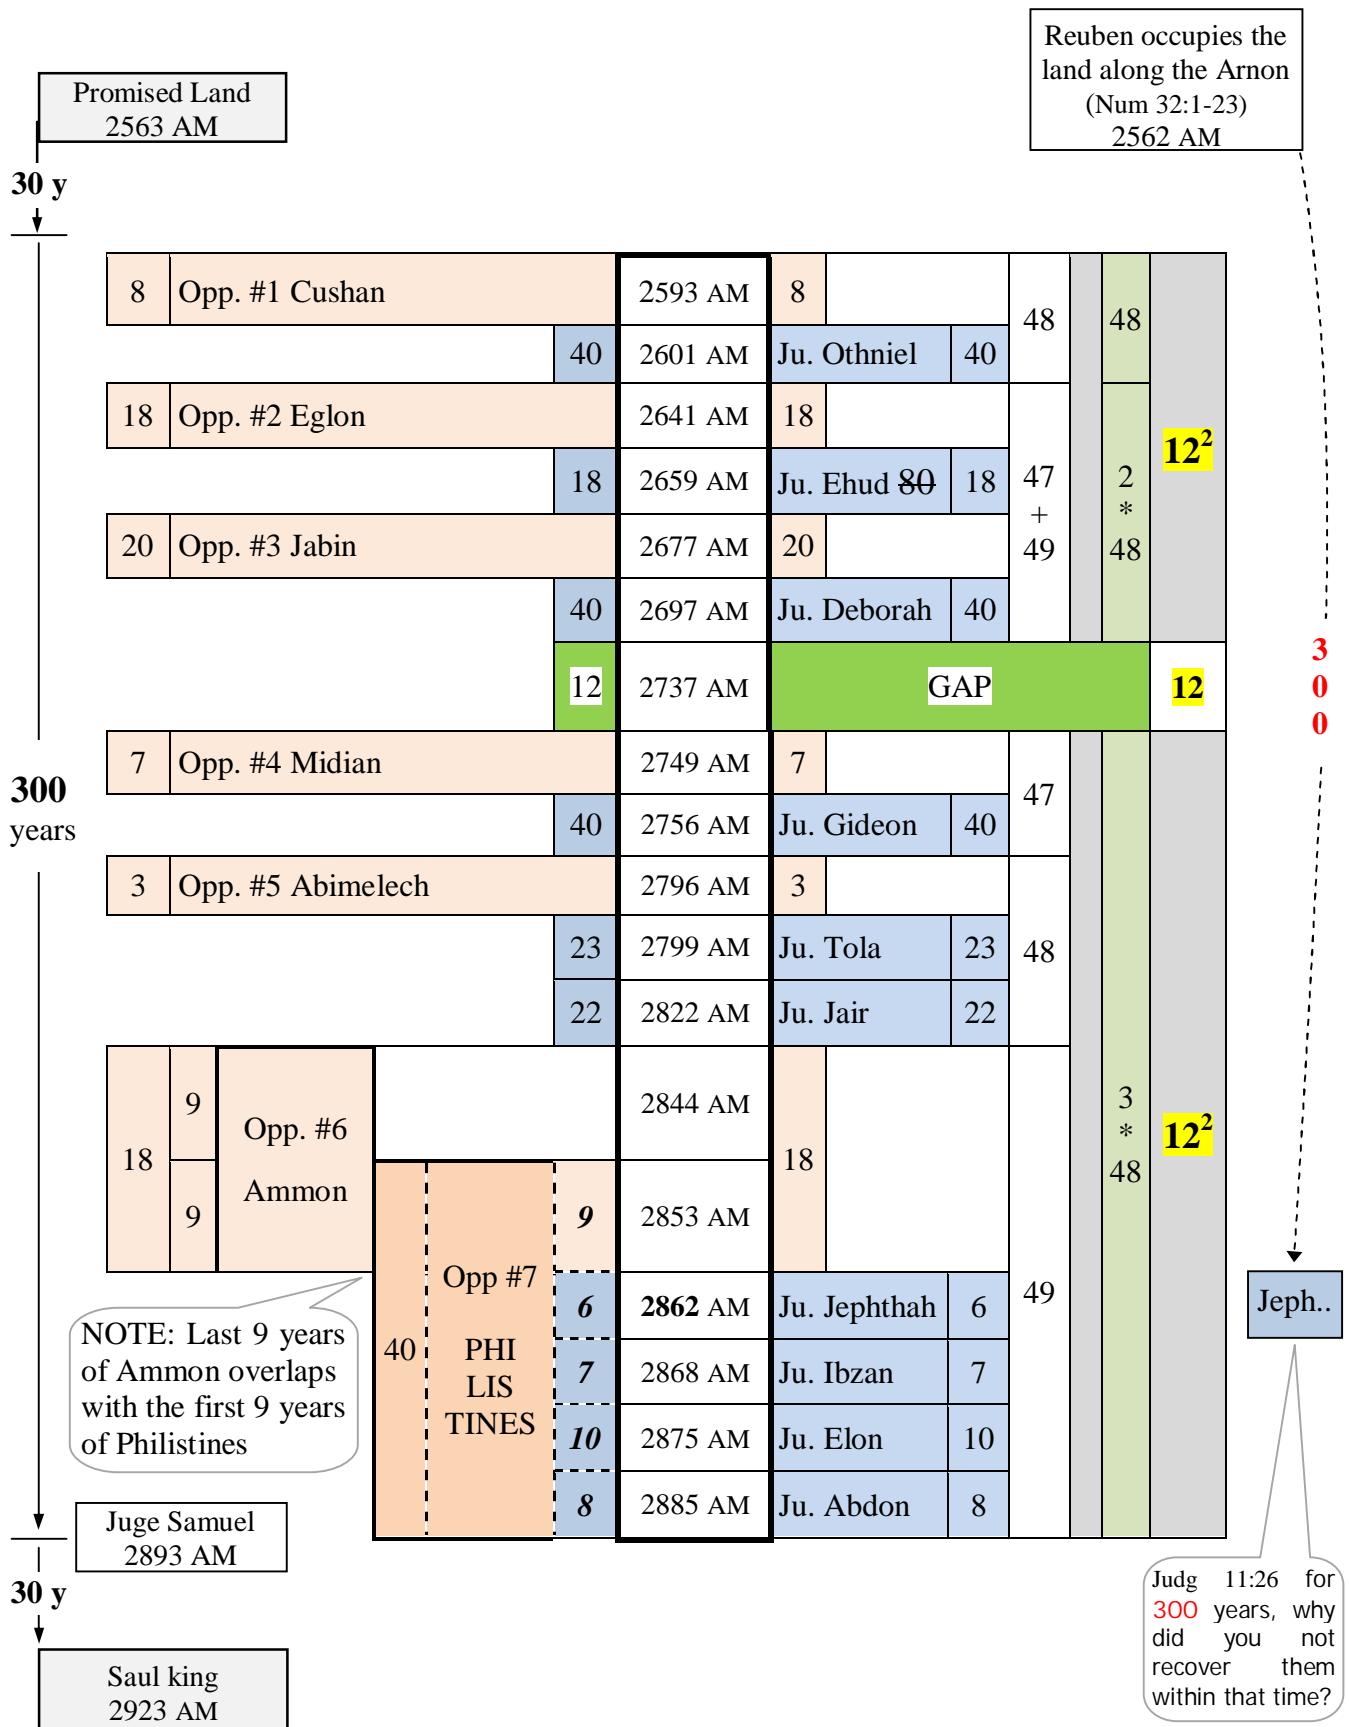 Reuben occupies the
land along the Arnon
(Num 32:1-23)
2562 AM
Promised Land
2563 AM
30 y
8 Opp. #1 Cushan 2593 AM 8
48 48
40 2601 AM Ju. Othniel 40
18 Opp. #2 Eglon 2641 AM 18
12²
18 2659 AM Ju. Ehud 80 18
47
+
49
2
*
48
20 Opp. #3 Jabin 2677 AM 20
40 2697 AM Ju. Deborah 40
12 2737 AM GAP 12
3
0
0
7 Opp. #4 Midian 2749 AM 7
47
300
years
40 2756 AM Ju. Gideon 40
3 Opp. #5 Abimelech 2796 AM 3
23 2799 AM Ju. Tola 23
48
22 2822 AM Ju. Jair 22
9 2844 AM
Opp. #6
Ammon
18
9
18
3
*
48
12²
9 2853 AM
Opp #7
PHI
LIS
TINES
40
6 2862 AM Ju. Jephthah 6
49
Jeph..
7 2868 AM Ju. Ibzan 7
10 2875 AM Ju. Elon 10
8 2885 AM Ju. Abdon 8
NOTE: Last 9 years
of Ammon overlaps
with the first 9 years
of Philistines
Juge Samuel
2893 AM
30 y
Saul king
2923 AM
Judg 11:26 for
300 years, why
did you not
recover them
within that time?